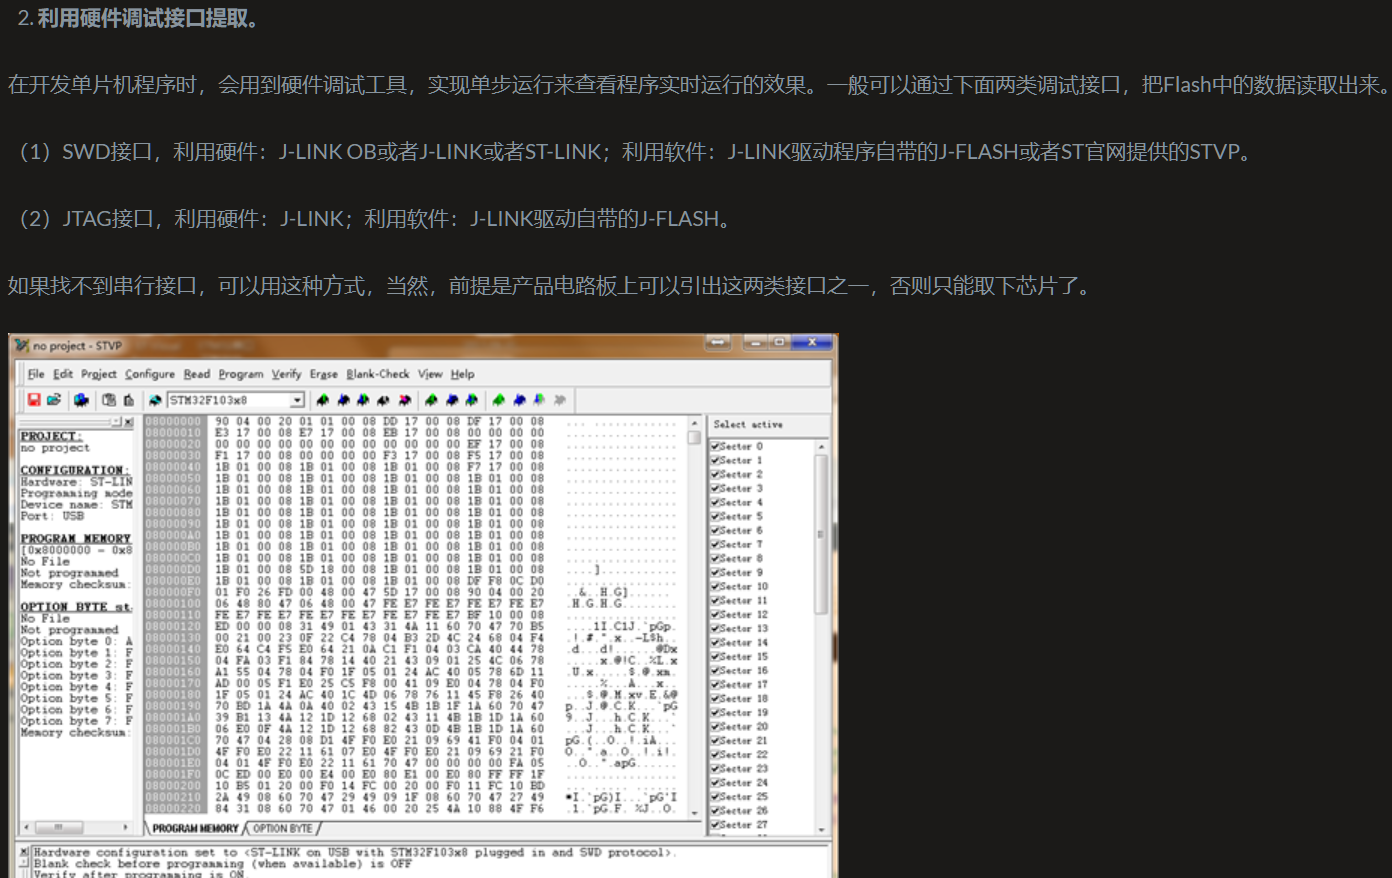 2. 利用硬件调试接口提取。
在开发单片机程序时，会用到硬件调试工具，实现单步运行来查看程序实时运行的效果。一般可以通过下面两类调试接口，把Flash中的数据读取出来。
（1）SWD接口，利用硬件：J-LINK OB或者J-LINK或者ST-LINK；利用软件：J-LINK驱动程序自带的J-FLASH或者ST官网提供的STVP。
（2）JTAG接口，利用硬件：J-LINK；利用软件：J-LINK驱动自带的J-FLASH。
如果找不到串行接口，可以用这种方式，当然，前提是产品电路板上可以引出这两类接口之一，否则只能取下芯片了。
no project - STVP
File Edit Project Configure Read Program Verify Erase Blank-Check View Help
STM32F103x8
PROJECT:
no project
CONFIGURATION:
Hardware: ST-LIN
Programming mode
Device name: STM
Port: USB
PROGRAM MEMORY
[0x8000000 - 0x8
No File
Not programmed
Memory checksum:
OPTION BYTE st
No File
Not programmed
Option byte 0: A
Option byte 1: F
Option byte 2: F
Option byte 3: F
Option byte 4: F
Option byte 5: F
Option byte 6: F
Option byte 7: F
Memory checksum:
08000000 90 04 00 20 01 01 00 08 DD 17 00 08 DF 17 00 08
08000010 E3 17 00 08 E7 17 00 08 EB 17 00 08 00 00 00 00
08000020 00 00 00 00 00 00 00 00 00 00 00 00 EF 17 00 08
08000030 F1 17 00 08 00 00 00 00 F3 17 00 08 F5 17 00 08
08000040 1B 01 00 08 1B 01 00 08 1B 01 00 08 F7 17 00 08
08000050 1B 01 00 08 1B 01 00 08 1B 01 00 08 1B 01 00 08
08000060 1B 01 00 08 1B 01 00 08 1B 01 00 08 1B 01 00 08
08000070 1B 01 00 08 1B 01 00 08 1B 01 00 08 1B 01 00 08
08000080 1B 01 00 08 1B 01 00 08 1B 01 00 08 1B 01 00 08
08000090 1B 01 00 08 1B 01 00 08 1B 01 00 08 1B 01 00 08
080000A0 1B 01 00 08 1B 01 00 08 1B 01 00 08 1B 01 00 08
080000B0 1B 01 00 08 1B 01 00 08 1B 01 00 08 1B 01 00 08
080000C0 1B 01 00 08 1B 01 00 08 1B 01 00 08 1B 01 00 08
080000D0 1B 01 00 08 5D 18 00 08 1B 01 00 08 1B 01 00 08
080000E0 1B 01 00 08 1B 01 00 08 1B 01 00 08 DF F8 0C D0
080000F0 01 F0 26 FD 00 48 00 47 5D 17 00 08 90 04 00 20
08000100 06 48 80 47 06 48 00 47 FE E7 FE E7 FE E7 FE E7
08000110 FE E7 FE E7 FE E7 FE E7 FE E7 FE E7 BF 10 00 08
08000120 ED 00 00 08 31 49 01 43 31 4A 11 60 70 47 70 B5
08000130 00 21 00 23 0F 22 C4 78 04 B3 2D 4C 24 68 04 F4
08000140 E0 64 C4 F5 E0 64 21 0A C1 F1 04 03 CA 40 44 78
08000150 04 FA 03 F1 84 78 14 40 21 43 09 01 25 4C 06 78
08000160 A1 55 04 78 04 F0 1F 05 01 24 AC 40 05 78 6D 11
08000170 AD 00 05 F1 E0 25 C5 F8 00 41 09 E0 04 78 04 F0
08000180 1F 05 01 24 AC 40 1C 4D 06 78 76 11 45 F8 26 40
08000190 70 BD 1A 4A 0A 40 02 43 15 4B 1B 1F 1A 60 70 47
080001A0 39 B1 13 4A 12 1D 12 68 02 43 11 4B 1B 1D 1A 60
080001B0 06 E0 0F 4A 12 1D 12 68 82 43 0D 4B 1B 1D 1A 60
080001C0 70 47 04 28 08 D1 4F F0 E0 21 09 69 41 F0 04 01
080001D0 4F F0 E0 22 11 61 07 E0 4F F0 E0 21 09 69 21 F0
080001E0 04 01 4F F0 E0 22 11 61 70 47 00 00 00 00 FA 05
080001F0 0C ED 00 E0 00 E4 00 E0 80 E1 00 E0 80 FF FF 1F
08000200 10 B5 01 20 00 F0 14 FC 00 20 00 F0 11 FC 10 BD
08000210 2A 49 08 60 70 47 29 49 09 1F 08 60 70 47 27 49
08000220 84 31 08 60 70 47 01 46 00 20 25 4A 10 88 4F F6
Select active
Sector 0
Sector 1
Sector 2
Sector 3
Sector 4
Sector 5
Sector 6
Sector 7
Sector 8
Sector 9
Sector 10
Sector 11
Sector 12
Sector 13
Sector 14
Sector 15
Sector 16
Sector 17
Sector 18
Sector 19
Sector 20
Sector 21
Sector 22
Sector 23
Sector 24
Sector 25
Sector 26
Sector 27
PROGRAM MEMORY OPTION BYTE
Hardware configuration set to <ST-LINK on USB with STM32F103x8 plugged in and SWD protocol>.
Blank check before programming (when available) is OFF
Verify after programming is ON